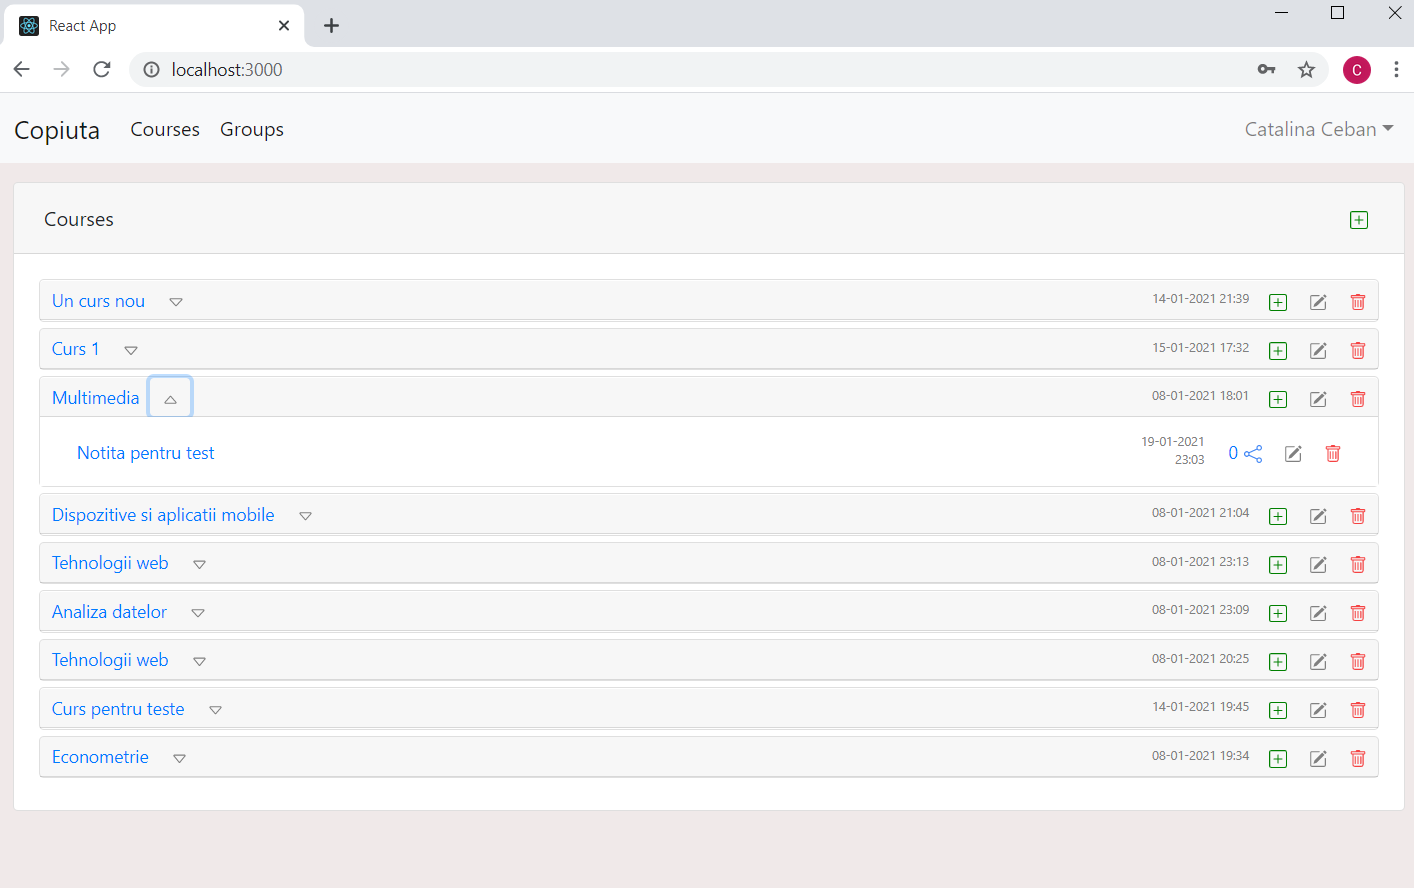 React App
localhost:3000
C
Copiuta Courses Groups Catalina Ceban
Courses
Un curs nou 14-01-2021 21:39
Curs 1 15-01-2021 17:32
Multimedia 08-01-2021 18:01
Notita pentru test 19-01-2021
23:03 0
Dispozitive si aplicatii mobile 08-01-2021 21:04
Tehnologii web 08-01-2021 23:13
Analiza datelor 08-01-2021 23:09
Tehnologii web 08-01-2021 20:25
Curs pentru teste 14-01-2021 19:45
Econometrie 08-01-2021 19:34